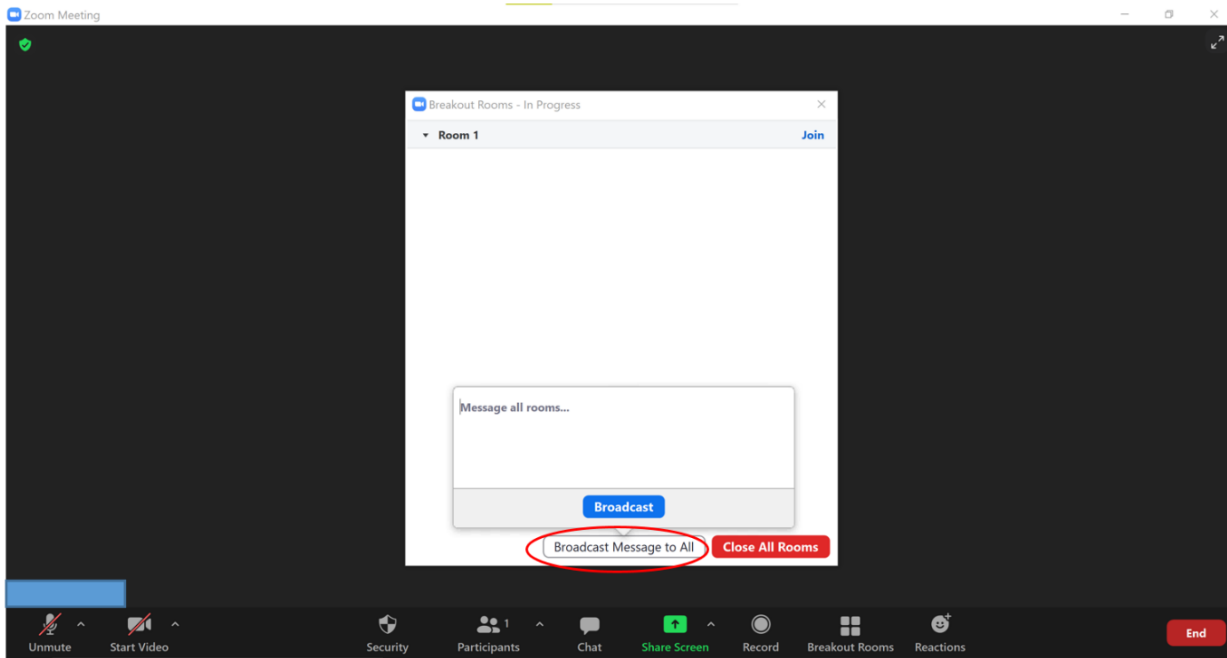 Zoom Meeting
Breakout Rooms - In Progress
Room 1 Join
Message all rooms...
Broadcast
Broadcast Message to All Close All Rooms
Unmute Start Video Security Participants 1 Chat Share Screen Record Breakout Rooms Reactions End